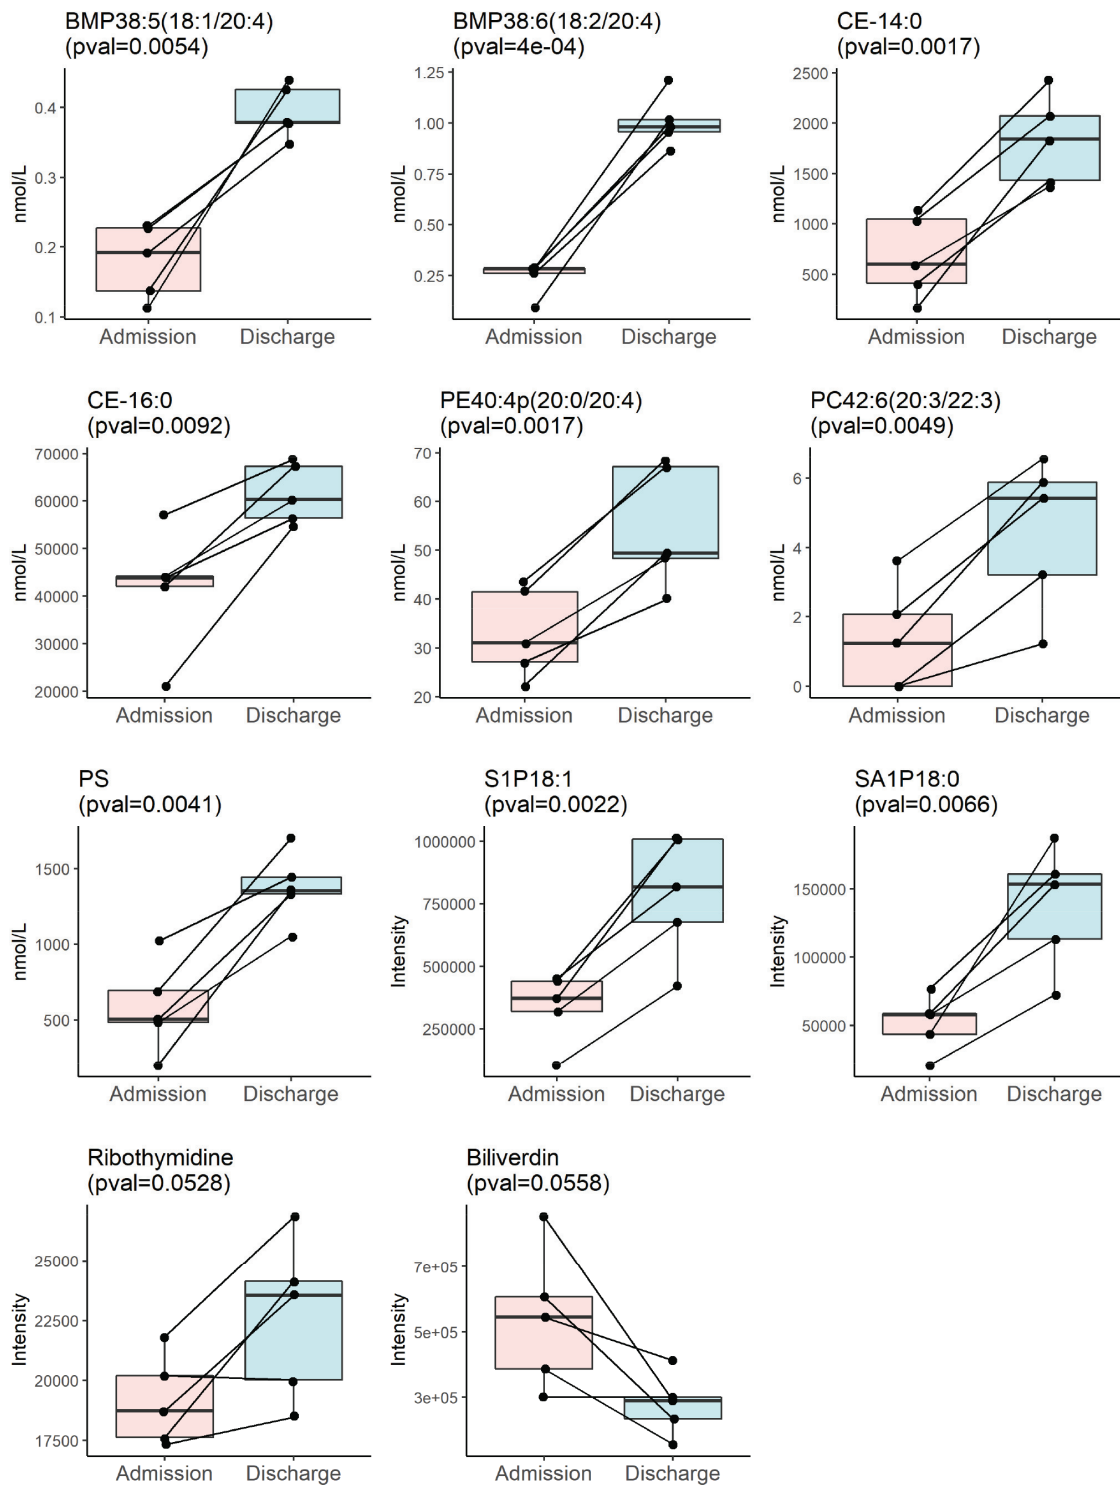 BMP38:5(18:1/20:4)
(pval=0.0054)
nmol/L
0.4
0.3
0.2
0.1
Admission
Discharge
BMP38:6(18:2/20:4)
(pval=4e-04)
nmol/L
1.25
1.00
0.75
0.50
0.25
Admission
Discharge
CE-14:0
(pval=0.0017)
nmol/L
2500
2000
1500
1000
500
Admission
Discharge
CE-16:0
(pval=0.0092)
nmol/L
70000
60000
50000
40000
30000
20000
Admission
Discharge
PE40:4p(20:0/20:4)
(pval=0.0017)
nmol/L
70
60
50
40
30
20
Admission
Discharge
PC42:6(20:3/22:3)
(pval=0.0049)
nmol/L
6
4
2
0
Admission
Discharge
PS
(pval=0.0041)
nmol/L
1500
1000
500
Admission
Discharge
S1P18:1
(pval=0.0022)
Intensity
1000000
750000
500000
250000
Admission
Discharge
SA1P18:0
(pval=0.0066)
Intensity
150000
100000
50000
Admission
Discharge
Ribothymidine
(pval=0.0528)
Intensity
25000
22500
20000
17500
Admission
Discharge
Biliverdin
(pval=0.0558)
Intensity
7e+05
5e+05
3e+05
Admission
Discharge